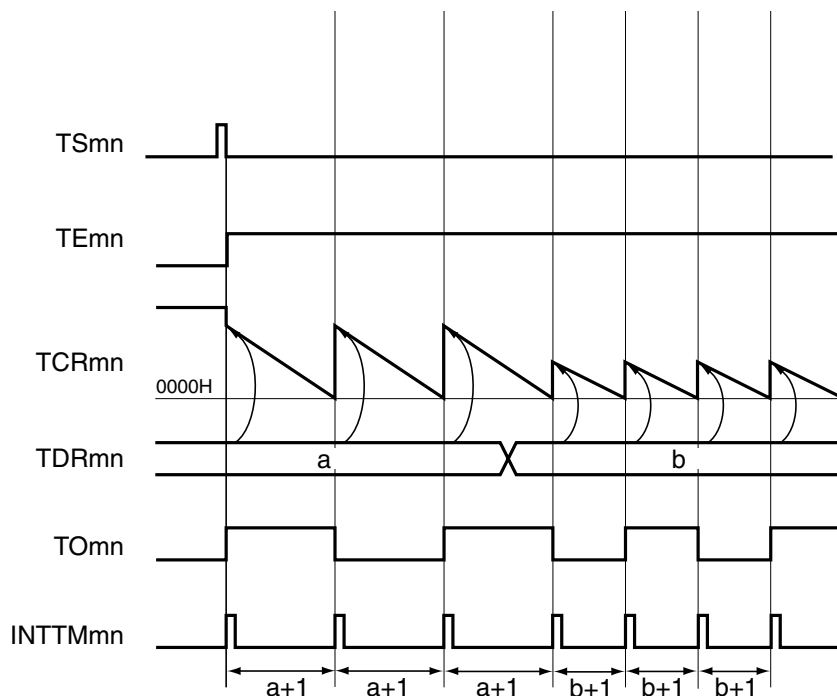 TSmn
TEmn
TCRmn
0000H
TDRmn
a
b
TOmn
INTTMmn
a+1
a+1
a+1
b+1
b+1
b+1